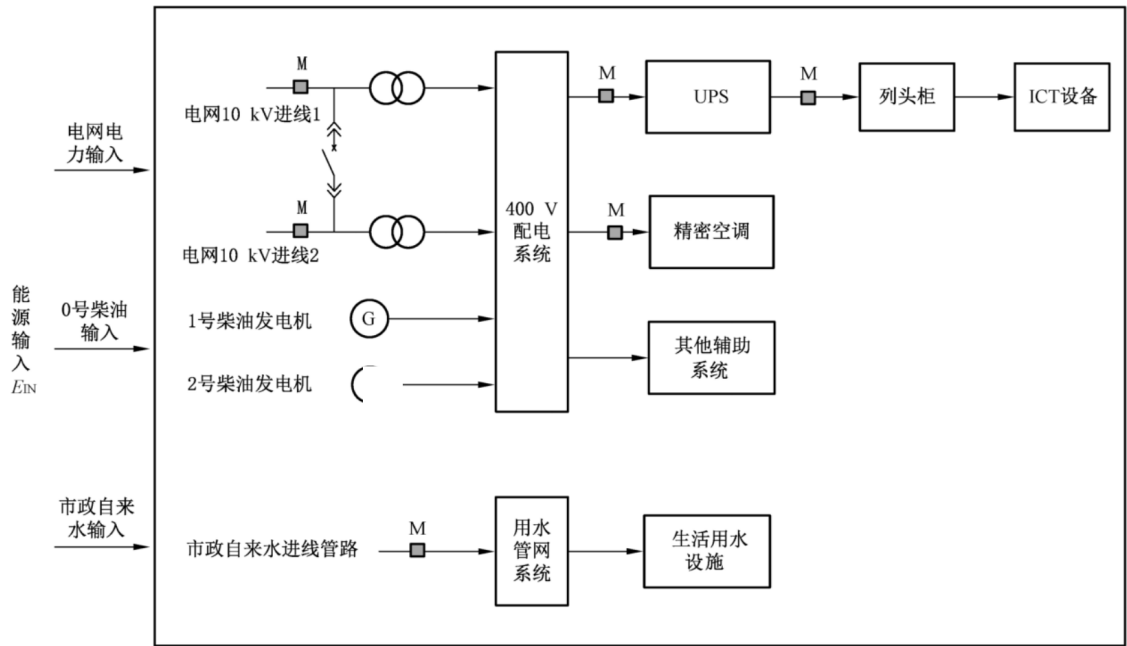 M
电网10 kV进线1
M
电网10 kV进线2
1号柴油发电机
G
2号柴油发电机
400 V
配电
系统
M
UPS
M
列头柜
ICT设备
M
精密空调
其他辅助
系统
电网电
力输入
能
源
输
入
EIN
0号柴油
输入
市政自来
水输入
市政自来水进线管路
M
用水
管网
系统
生活用水
设施